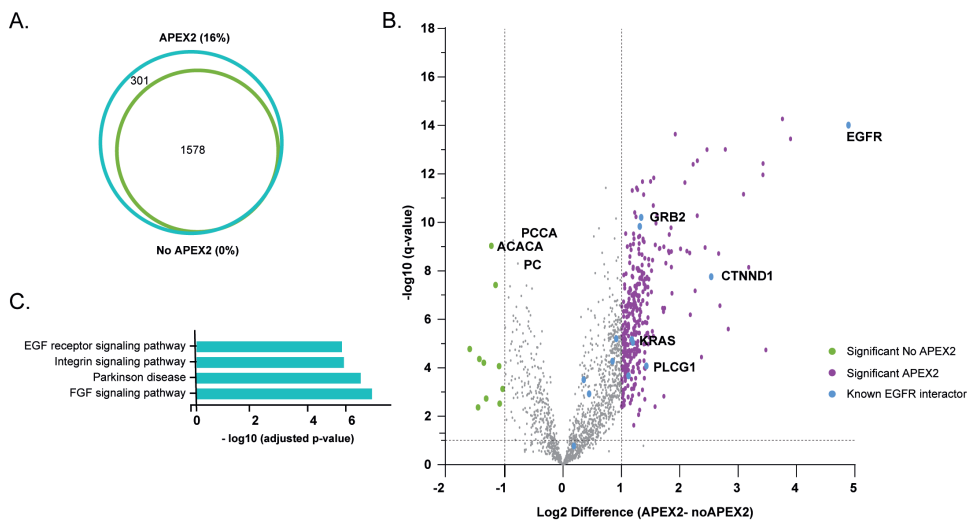 A.
APEX2 (16%)
301
1578
No APEX2 (0%)
B.
18
16
14
12
10
8
6
4
2
0
-log10 (q-value)
EGFR
GRB2
PCCA
ACACA
PC
CTNND1
KRAS
PLCG1
Significant No APEX2
Significant APEX2
Known EGFR interactor
-2
-1
0
1
2
3
4
5
Log2 Difference (APEX2- noAPEX2)
C.
EGF receptor signaling pathway
Integrin signaling pathway
Parkinson disease
FGF signaling pathway
0
2
4
6
- log10 (adjusted p-value)